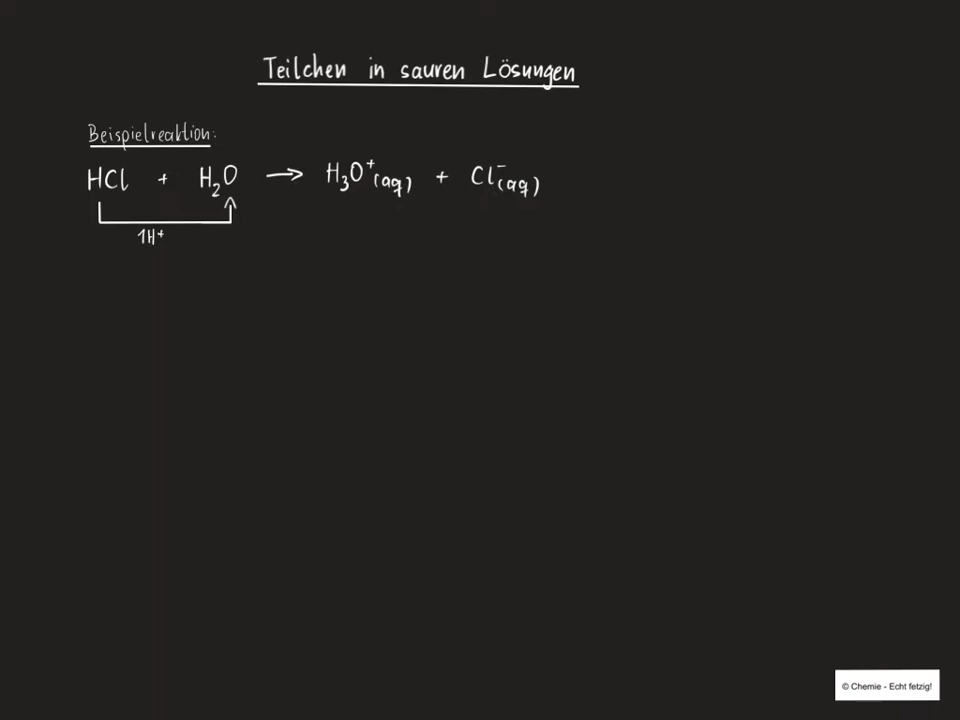 Teilchen in sauren Lösungen
Beispielreaktion:
HCl + H₂O → H₃O⁺(aq) + Cl⁻(aq)
1H⁺
© Chemie - Echt fetzig!